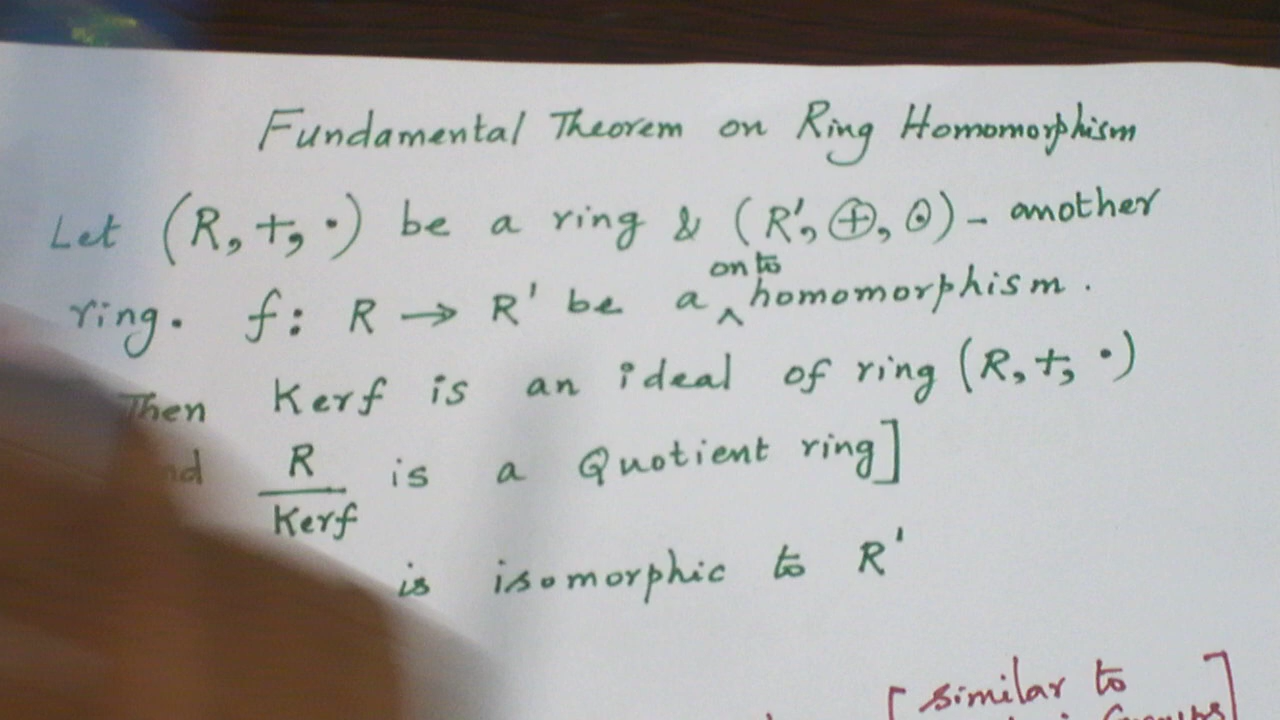 Fundamental Theorem on Ring Homomorphism
Let (R, +, ·) be a ring & (R', ⊕, ⊙) - another
onto
ring. f: R → R' be a ^ homomorphism.
Then Kerf is an ideal of ring (R, +, ·)
R
is a Quotient ring]
Kerf
is isomorphic to R'
[similar to ]